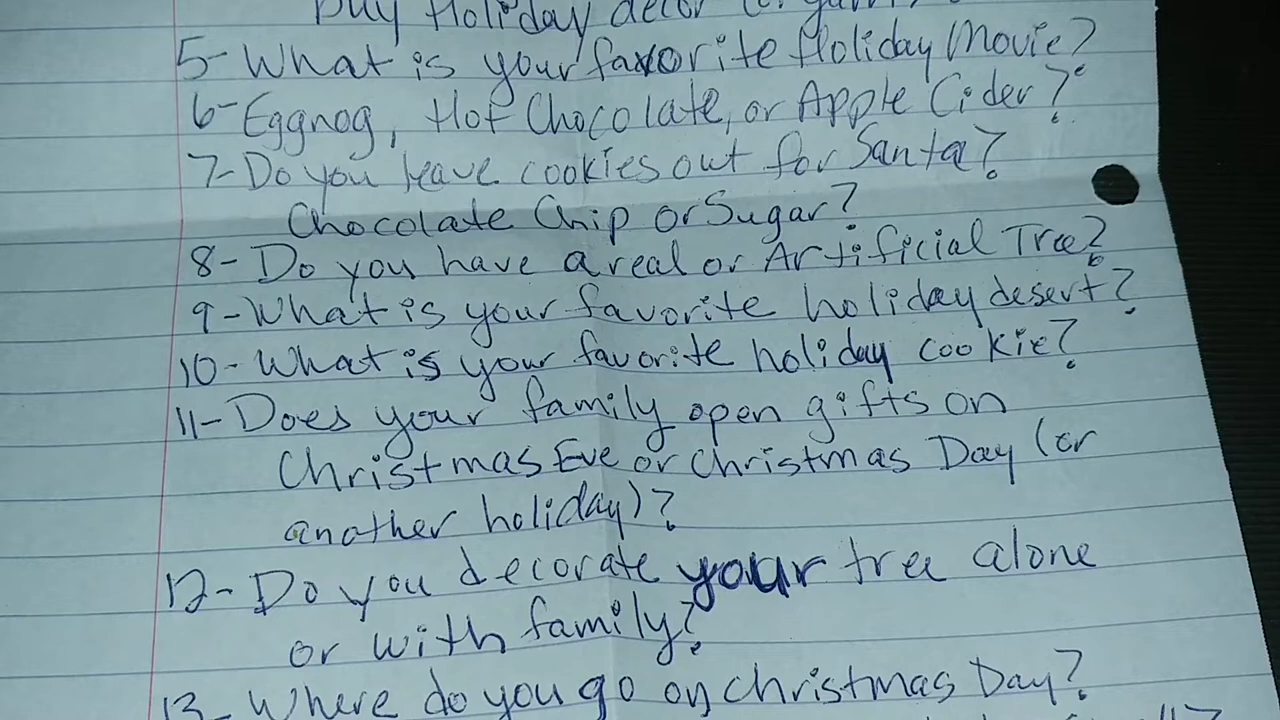 Buy Holiday decor
5- What is your favorite Holiday Movie?
6- Eggnog, Hot Chocolate, or Apple Cider?
7- Do you leave cookies out for Santa?
Chocolate Chip or Sugar?
8- Do you have a real or Artificial Tree?
9- What is your favorite holiday desert?
10- What is your favorite holiday cookie?
11- Does your family open gifts on
Christmas Eve or Christmas Day (or
another holiday)?
12- Do you decorate your tree alone
or with family?
13- Where do you go on Christmas Day?